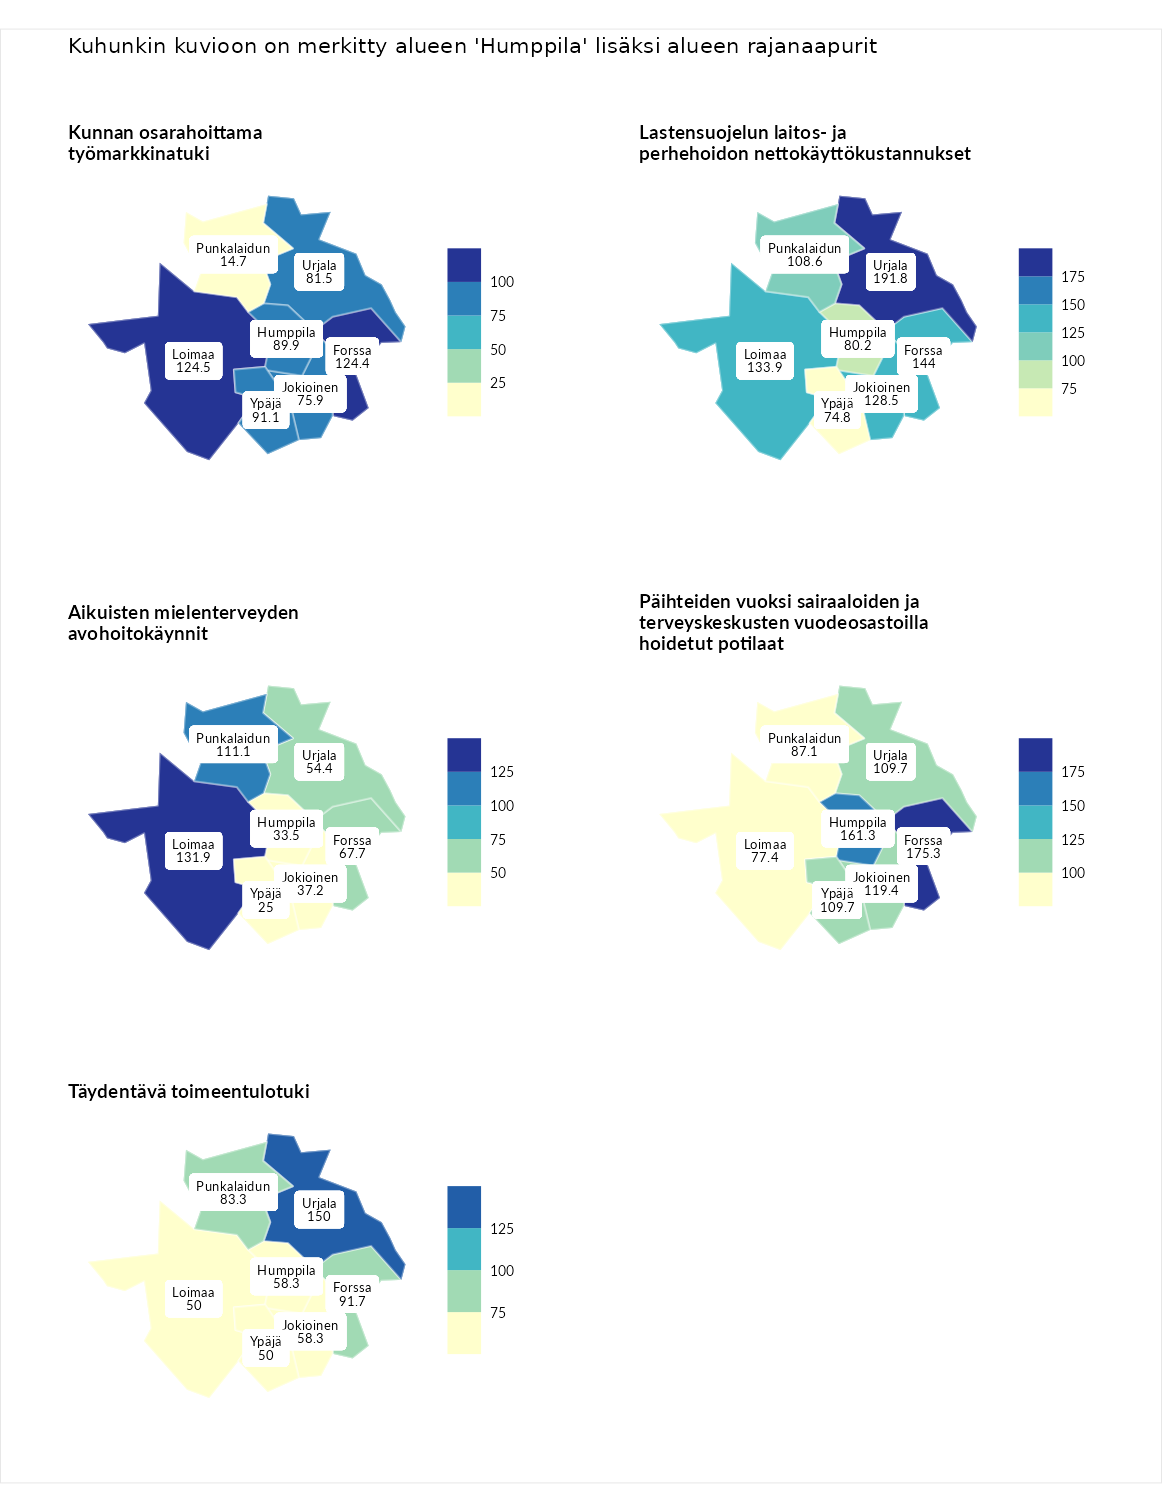 Kuhunkin kuvioon on merkitty alueen 'Humppila' lisäksi alueen rajanaapurit
Kunnan osarahoittama
työmarkkinatuki
Punkalaidun
14.7
Urjala
81.5
Humppila
89.9
Loimaa
124.5
Forssa
124.4
Jokioinen
75.9
Ypäjä
91.1
100
75
50
25
Lastensuojelun laitos- ja
perhehoidon nettokäyttökustannukset
Punkalaidun
108.6
Urjala
191.8
Humppila
80.2
Loimaa
133.9
Forssa
144
Jokioinen
128.5
Ypäjä
74.8
175
150
125
100
75
Aikuisten mielenterveyden
avohoitokäynnit
Punkalaidun
111.1
Urjala
54.4
Humppila
33.5
Loimaa
131.9
Forssa
67.7
Jokioinen
37.2
Ypäjä
25
125
100
75
50
Päihteiden vuoksi sairaaloiden ja
terveyskeskusten vuodeosastoilla
hoidetut potilaat
Punkalaidun
87.1
Urjala
109.7
Humppila
161.3
Loimaa
77.4
Forssa
175.3
Jokioinen
119.4
Ypäjä
109.7
175
150
125
100
Täydentävä toimeentulotuki
Punkalaidun
83.3
Urjala
150
Humppila
58.3
Loimaa
50
Forssa
91.7
Jokioinen
58.3
Ypäjä
50
125
100
75